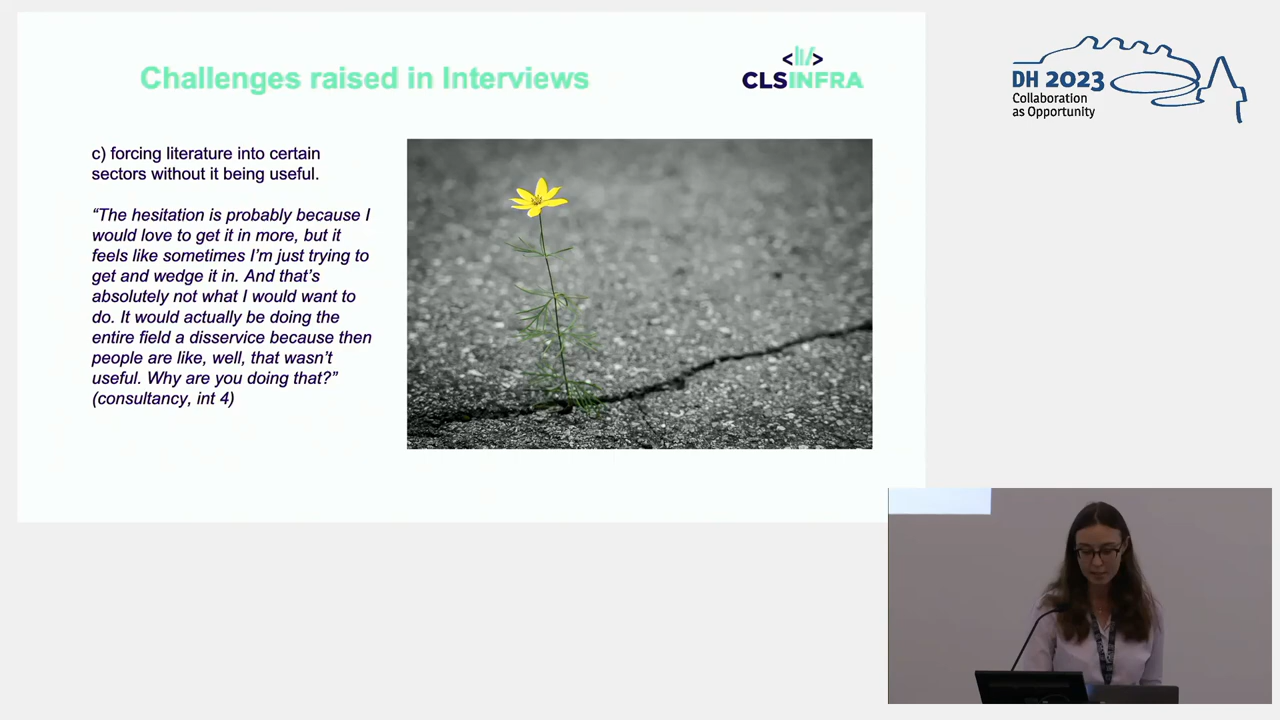 Challenges raised in Interviews
</>
CLSINFRA
DH 2023
Collaboration
as Opportunity
c) forcing literature into certain
sectors without it being useful.
“The hesitation is probably because I
would love to get it in more, but it
feels like sometimes I’m just trying to
get and wedge it in. And that’s
absolutely not what I would want to
do. It would actually be doing the
entire field a disservice because then
people are like, well, that wasn’t
useful. Why are you doing that?”
(consultancy, int 4)